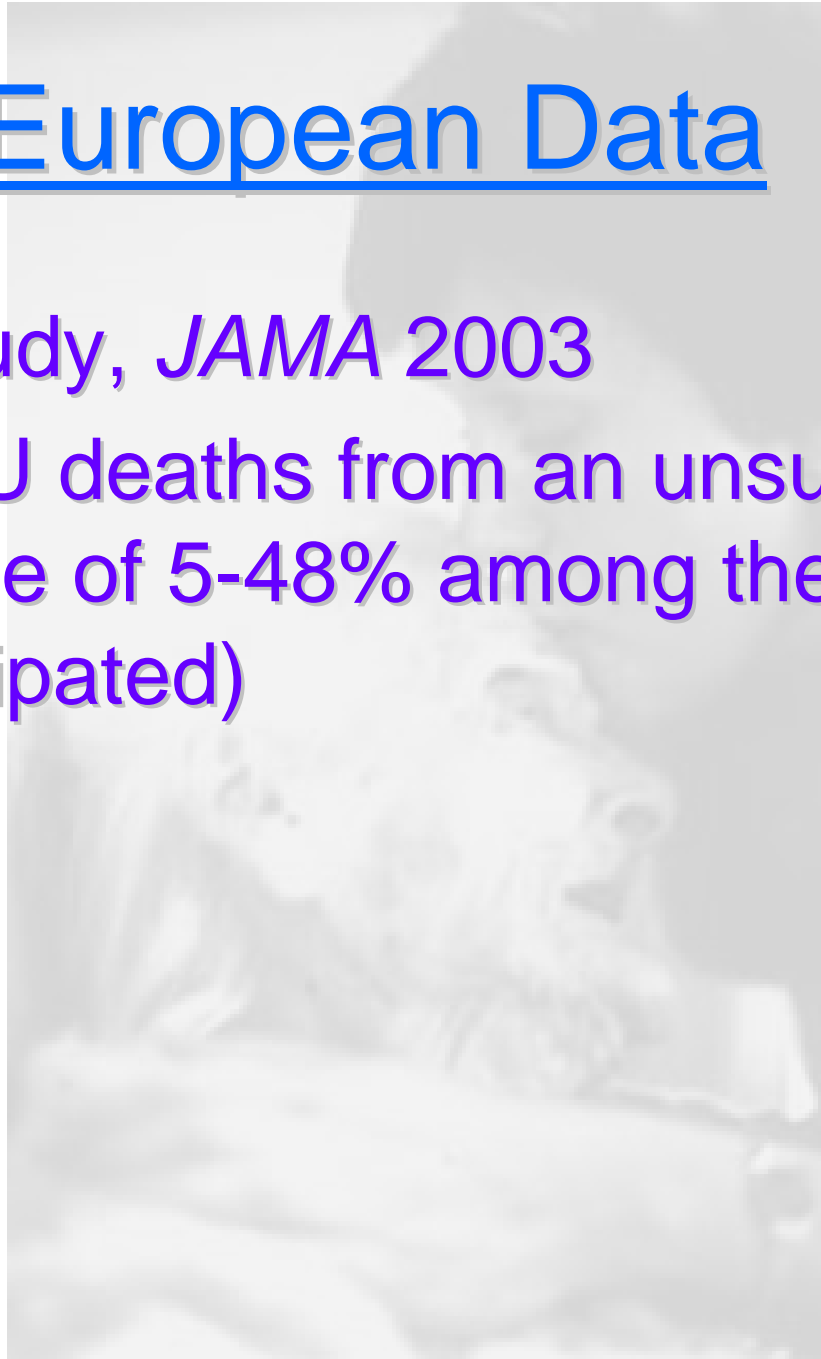 European Data
udy, JAMA 2003
U deaths from an unsu
e of 5-48% among the
ipated)